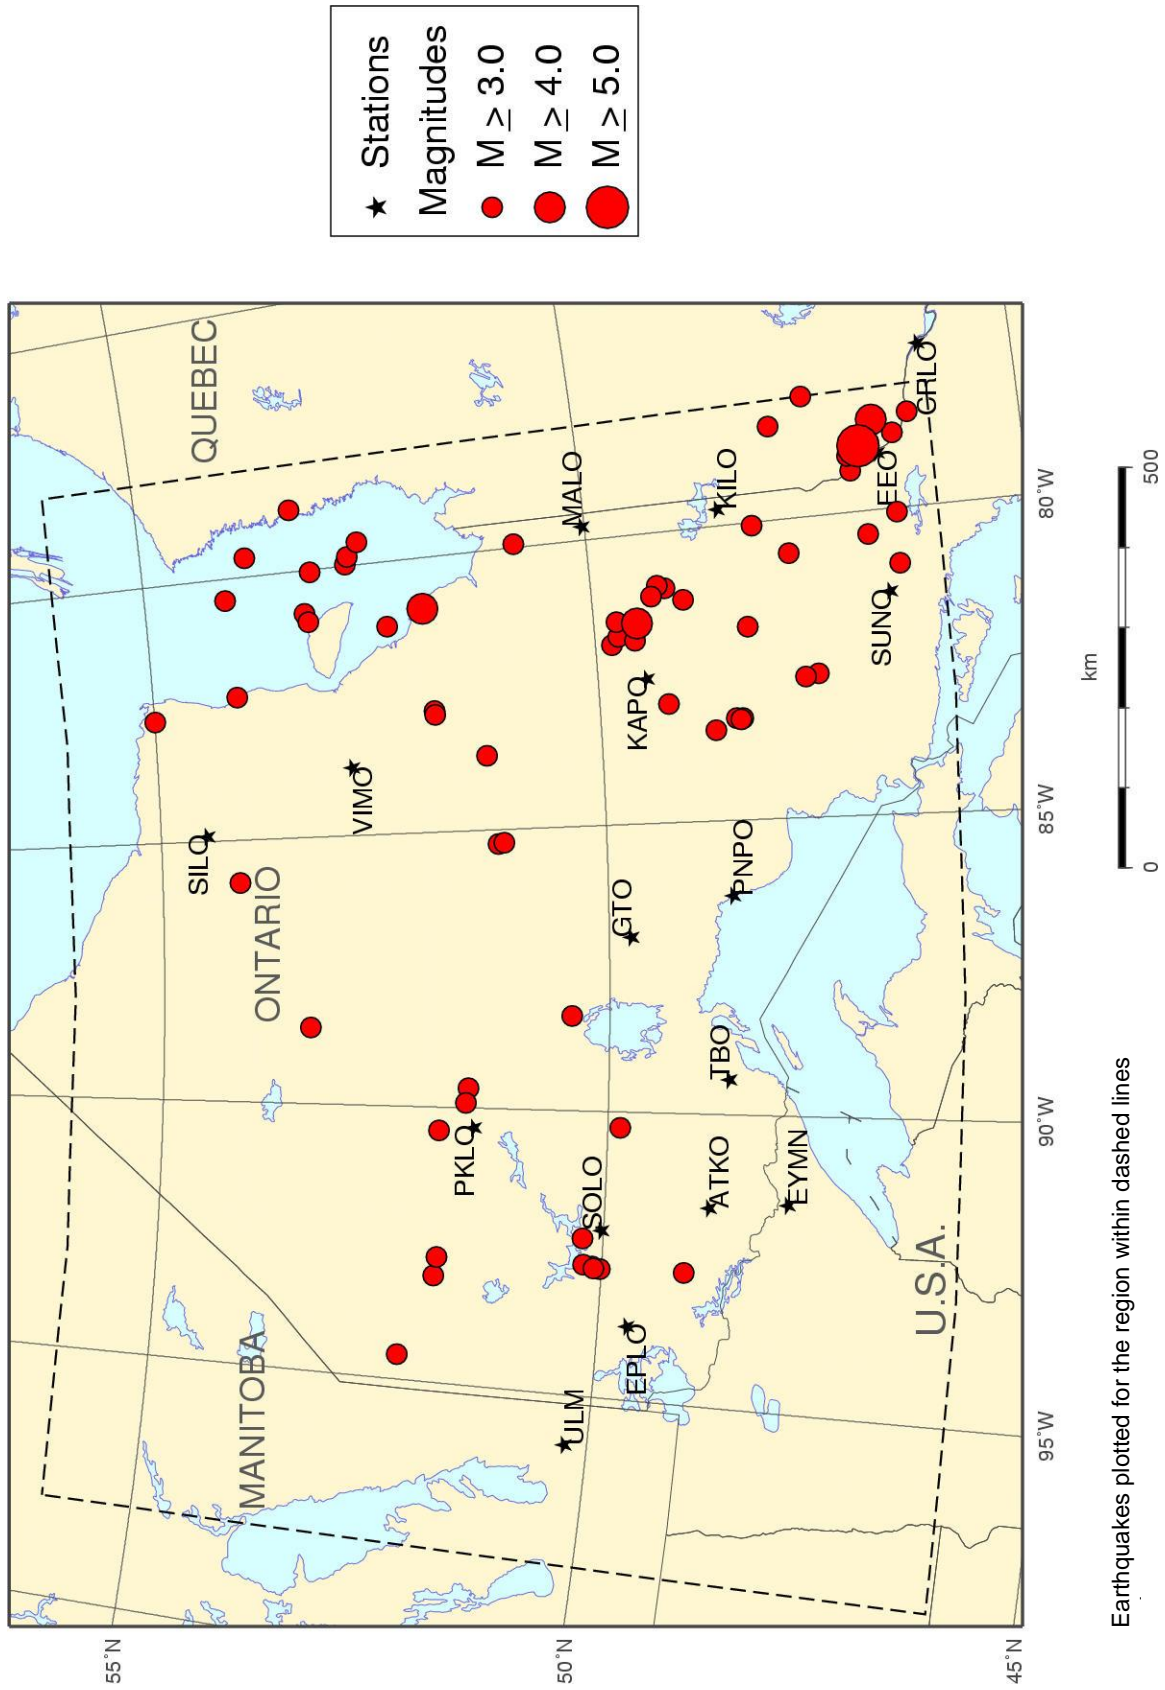 ★ Stations
Magnitudes
M ≥ 3.0
M ≥ 4.0
M ≥ 5.0
MANITOBA
ONTARIO
QUEBEC
U.S.A.
SILO
VIMO
PKLO
MALO
ULM
SOLO
GTO
EPLO
KAPO
KILO
ATKO
TBO
PNPO
EYMN
SUNO
EEO
CRLO
55°N
50°N
45°N
95°W
90°W
85°W
80°W
km
0
500
Earthquakes plotted for the region within dashed lines